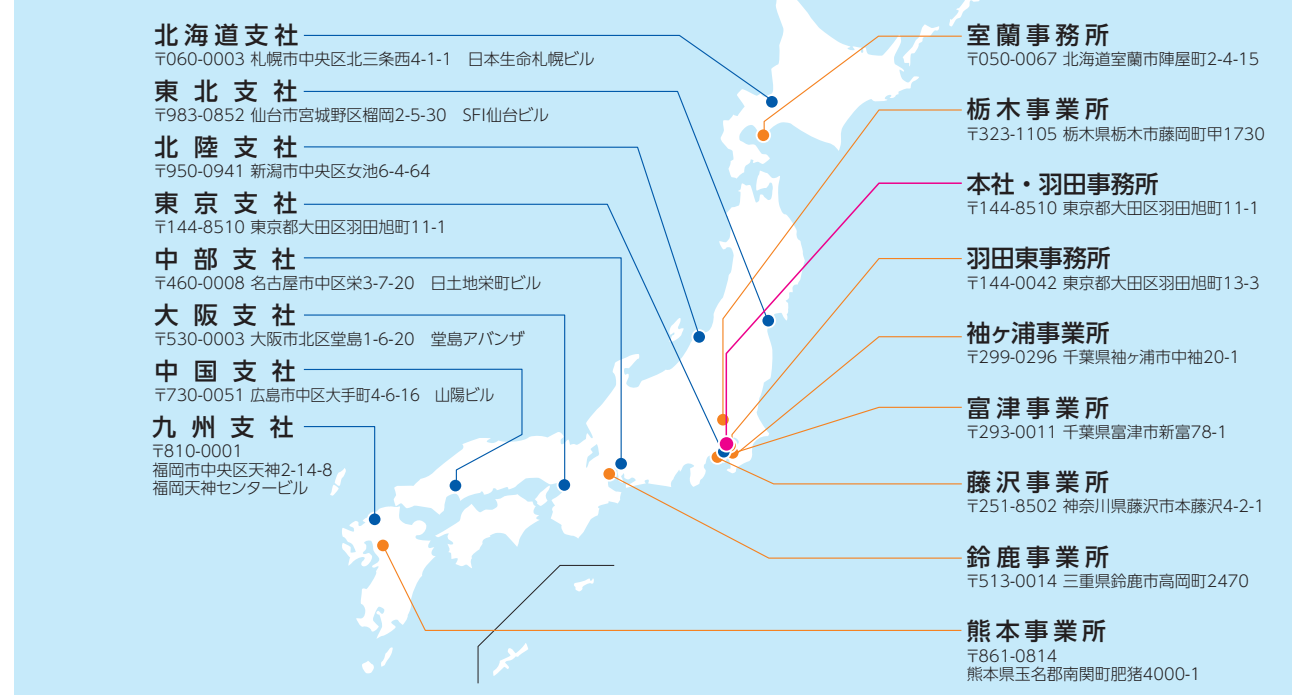 北海道支社
〒060-0003 札幌市中央区北三条西4-1-1　日本生命札幌ビル
東北支社
〒983-0852 仙台市宮城野区榴岡2-5-30　SFI仙台ビル
北陸支社
〒950-0941 新潟市中央区女池6-4-64
東京支社
〒144-8510 東京都大田区羽田旭町11-1
中部支社
〒460-0008 名古屋市中区栄3-7-20　日土地栄町ビル
大阪支社
〒530-0003 大阪市北区堂島1-6-20　堂島アバンザ
中国支社
〒730-0051 広島市中区大手町4-6-16　山陽ビル
九州支社
〒810-0001
福岡市中央区天神2-14-8
福岡天神センタービル
室蘭事務所
〒050-0067 北海道室蘭市陣屋町2-4-15
栃木事業所
〒323-1105 栃木県栃木市藤岡町甲1730
本社・羽田事務所
〒144-8510 東京都大田区羽田旭町11-1
羽田東事務所
〒144-0042 東京都大田区羽田旭町13-3
袖ヶ浦事業所
〒299-0296 千葉県袖ヶ浦市中袖20-1
富津事業所
〒293-0011 千葉県富津市新富78-1
藤沢事業所
〒251-8502 神奈川県藤沢市本藤沢4-2-1
鈴鹿事業所
〒513-0014 三重県鈴鹿市高岡町2470
熊本事業所
〒861-0814
熊本県玉名郡南関町肥猪4000-1